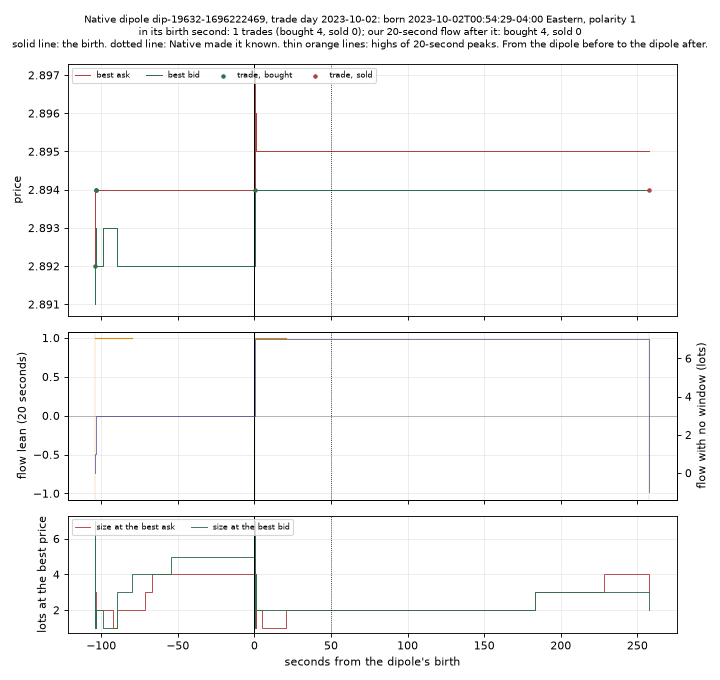 Native dipole dip-19632-1696222469, trade day 2023-10-02: born 2023-10-02T00:54:29-04:00 Eastern, polarity 1
in its birth second: 1 trades (bought 4, sold 0); our 20-second flow after it: bought 4, sold 0
solid line: the birth. dotted line: Native made it known. thin orange lines: highs of 20-second peaks. From the dipole before to the dipole after.
best ask best bid trade, bought trade, sold
2.897
2.896
2.895
2.894
2.893
2.892
2.891
price
1.0
0.5
0.0
−0.5
−1.0
flow lean (20 seconds)
6
4
2
0
flow with no window (lots)
size at the best ask size at the best bid
6
4
2
lots at the best price
−100 −50 0 50 100 150 200 250
seconds from the dipole's birth